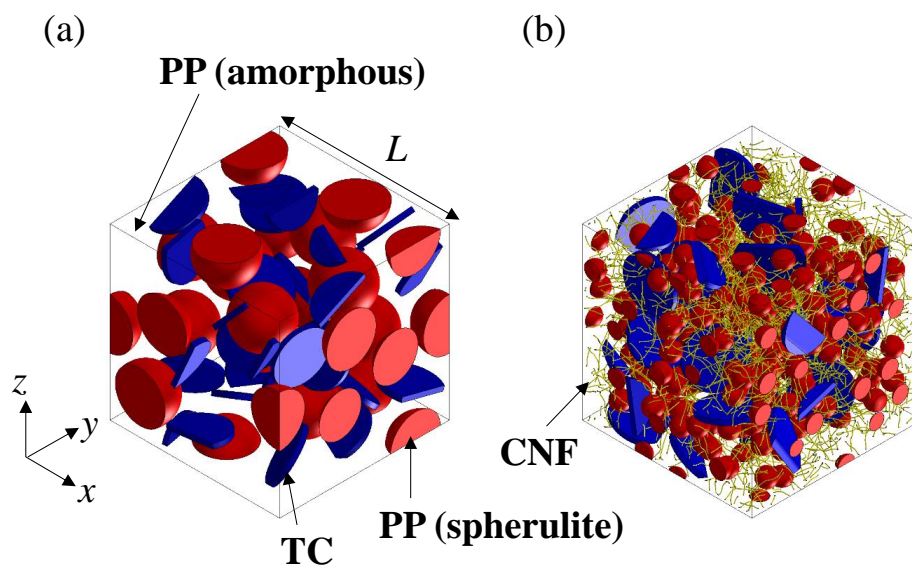 (a)
(b)
PP (amorphous)
L
z
y
x
CNF
TC
PP (spherulite)